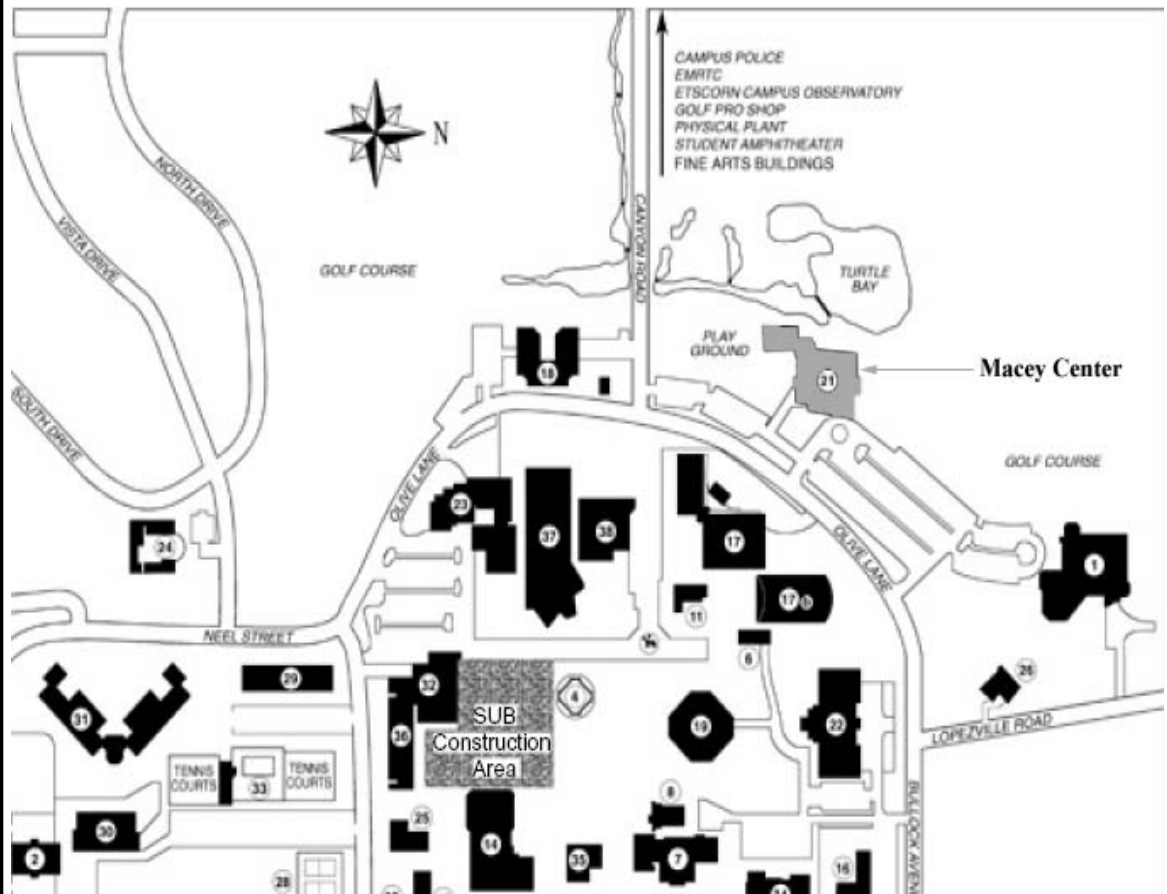 CAMPUS POLICE
EMRTC
ETSCORN CAMPUS OBSERVATORY
GOLF PRO SHOP
PHYSICAL PLANT
STUDENT AMPHITHEATER
FINE ARTS BUILDINGS
N
NORTH DRIVE
VISTA DRIVE
GOLF COURSE
CANYON ROAD
TURTLE
BAY
PLAY
GROUND
Macey Center
21
18
SOUTH DRIVE
OLIVE LANE
GOLF COURSE
23
37
38
17
OLIVE LANE
24
1
17 b
11
NEEL STREET
6
26
29
32
4
31
SUB
Construction
Area
36
19
22
LOPEZVILLE ROAD
TENNIS
COURTS
33
TENNIS
COURTS
8
BULLOCK AVEN
30
25
2
14
35
7
16
28